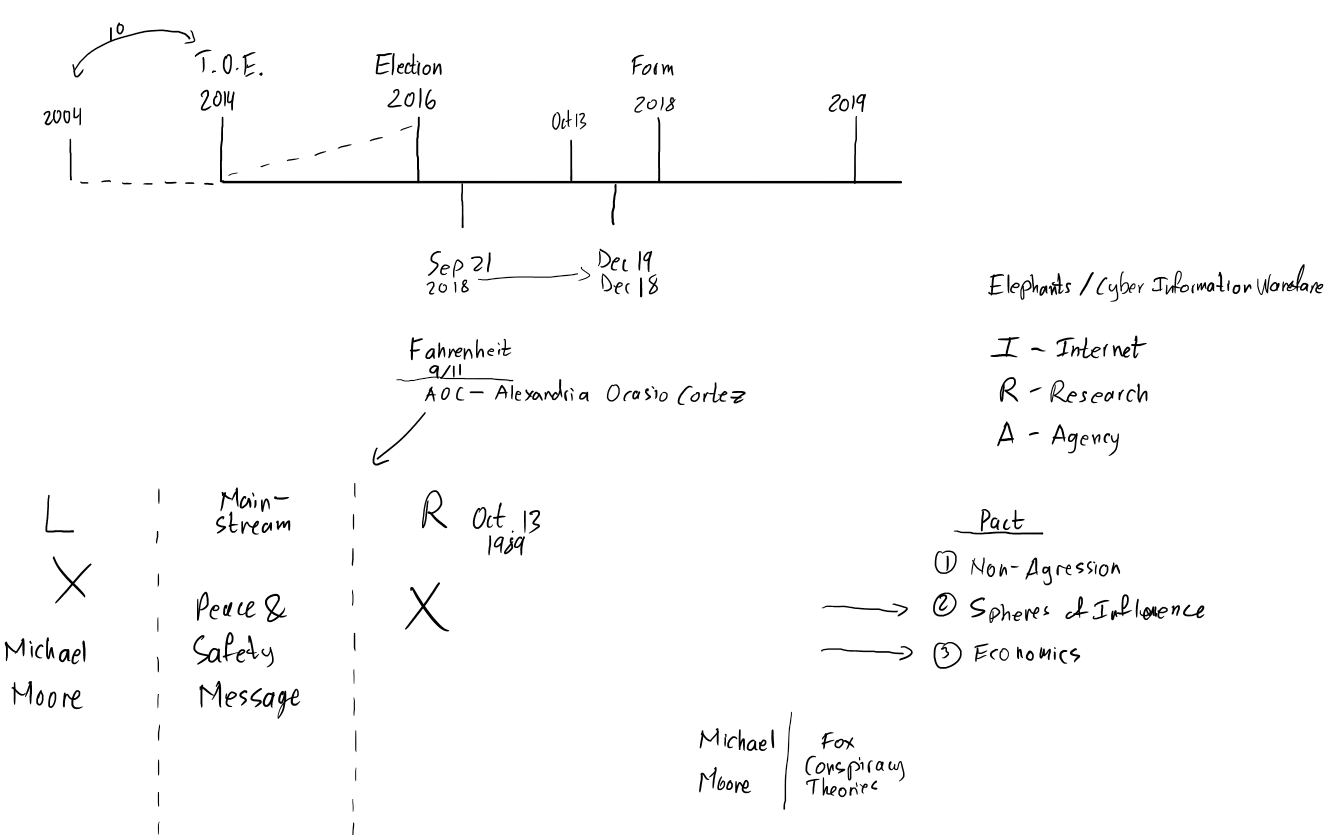 10
T.O.E.
Election
Form
2004
2014
2016
Oct 13
2018
2019
Sep 21
2018
Dec 19
Dec 18
Elephants / Cyber Information Warefare
Fahrenheit
9/11
AOC - Alexandria Ocasio Cortez
I - Internet
R - Research
A - Agency
L
Main-
stream
R Oct. 13
1989
X
Peace &
Safety
Message
X
Michael
Moore
Pact
① Non-Agression
② Spheres of Influence
③ Economics
Michael
Moore
Fox
Conspiracy
Theories